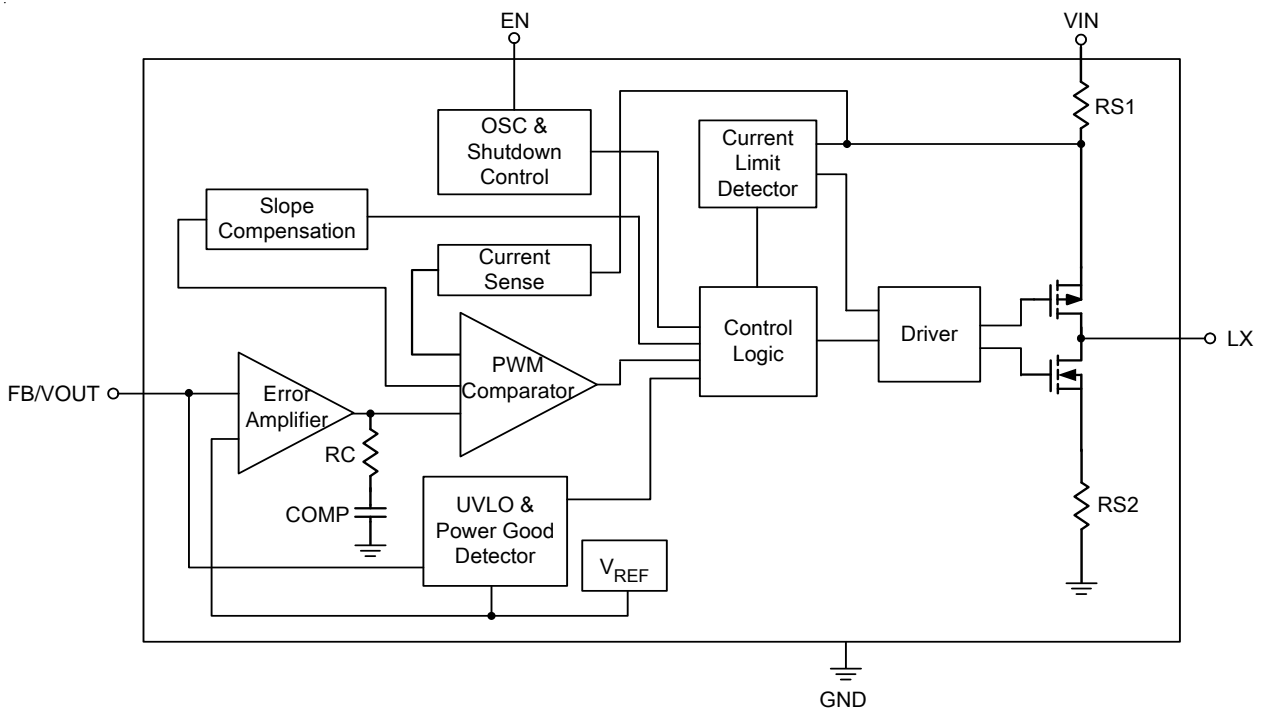 EN
VIN
RS1
OSC &
Shutdown
Control
Current
Limit
Detector
Slope
Compensation
Current
Sense
PWM
Comparator
Control
Logic
Driver
LX
FB/VOUT
Error
Amplifier
RC
COMP
UVLO &
Power Good
Detector
VREF
RS2
GND